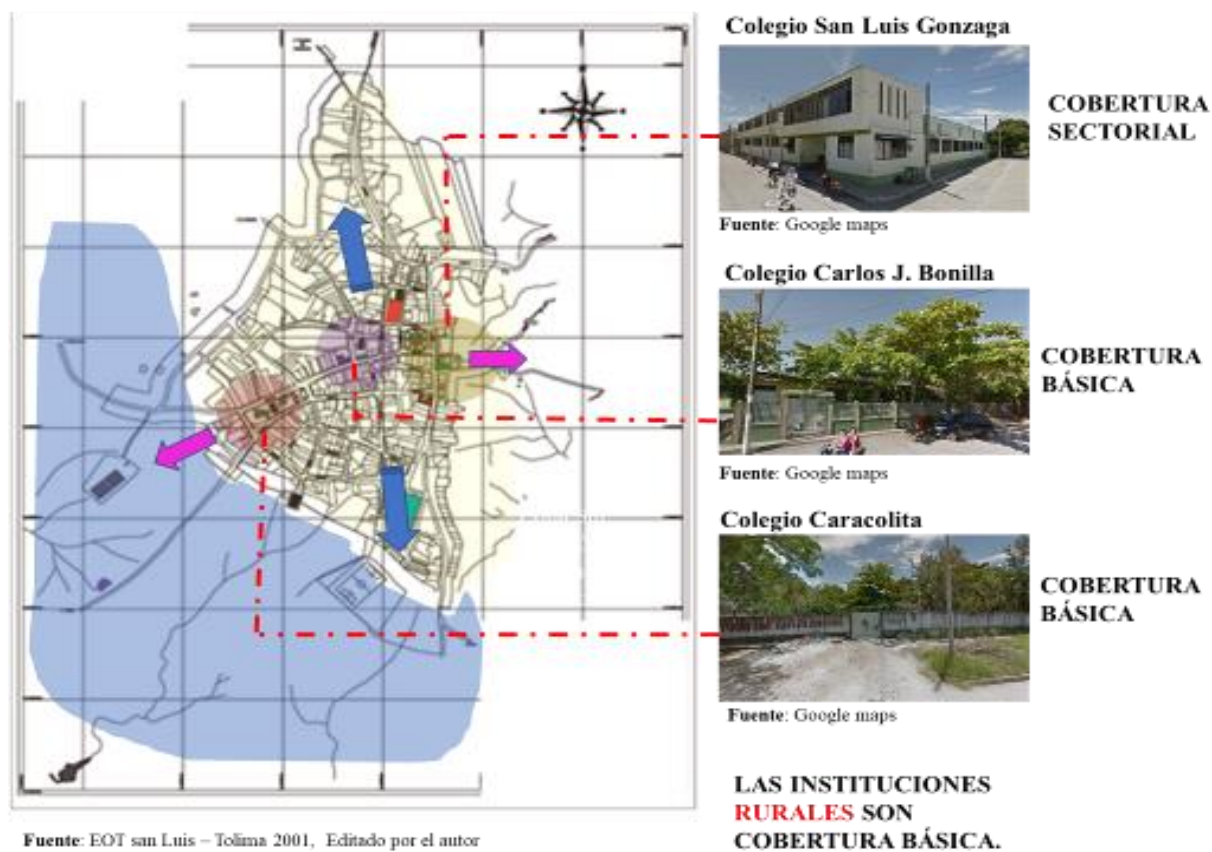 Colegio San Luis Gonzaga
COBERTURA
SECTORIAL
Fuente: Google maps
Colegio Carlos J. Bonilla
COBERTURA
BÁSICA
Fuente: Google maps
Colegio Caracolita
COBERTURA
BÁSICA
Fuente: Google maps
LAS INSTITUCIONES
RURALES SON
COBERTURA BÁSICA.
Fuente: EOT san Luis – Tolima 2001, Editado por el autor